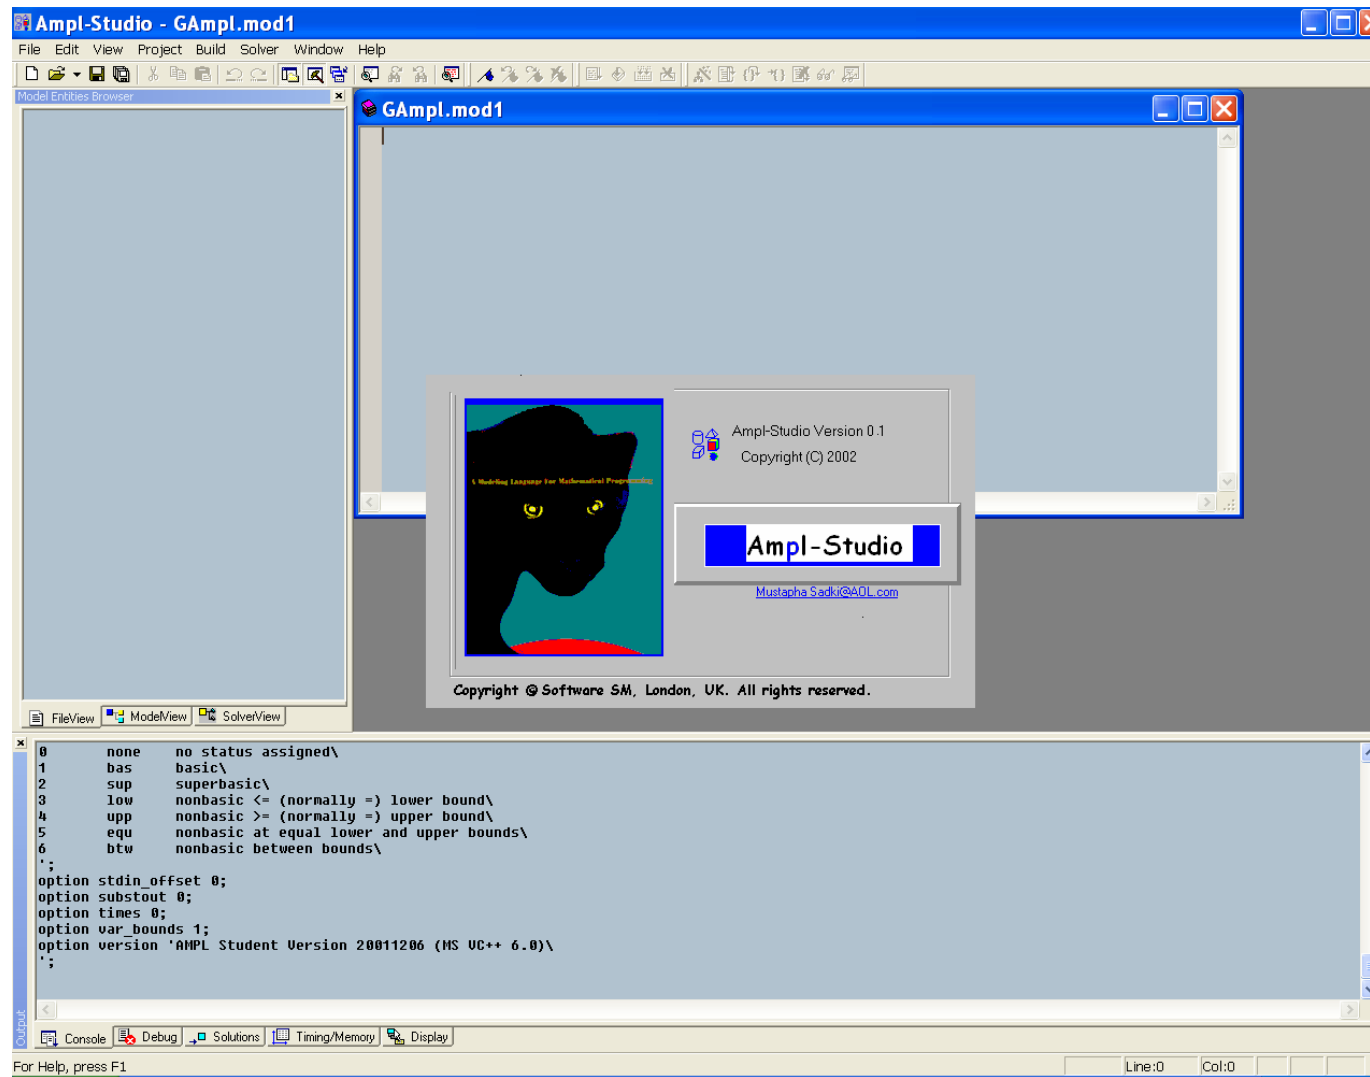 Ampl-Studio - GAmpl.mod1
File Edit View Project Build Solver Window Help
Model Entities Browser
GAmpl.mod1
Ampl-Studio Version 0.1
Copyright (C) 2002
A Modeling Language For Mathematical Programming
Ampl-Studio
Mustapha Sadki@AOL.com
Copyright @ Software SM, London, UK. All rights reserved.
FileView ModelView SolverView
0 none no status assigned\
1 bas basic\
2 sup superbasic\
3 low nonbasic <= (normally =) lower bound\
4 upp nonbasic >= (normally =) upper bound\
5 equ nonbasic at equal lower and upper bounds\
6 btw nonbasic between bounds\
';
option stdin_offset 0;
option substout 0;
option times 0;
option var_bounds 1;
option version 'AMPL Student Version 20011206 (MS VC++ 6.0)\
';
Output
Console Debug Solutions Timing/Memory Display
For Help, press F1 Line:0 Col:0